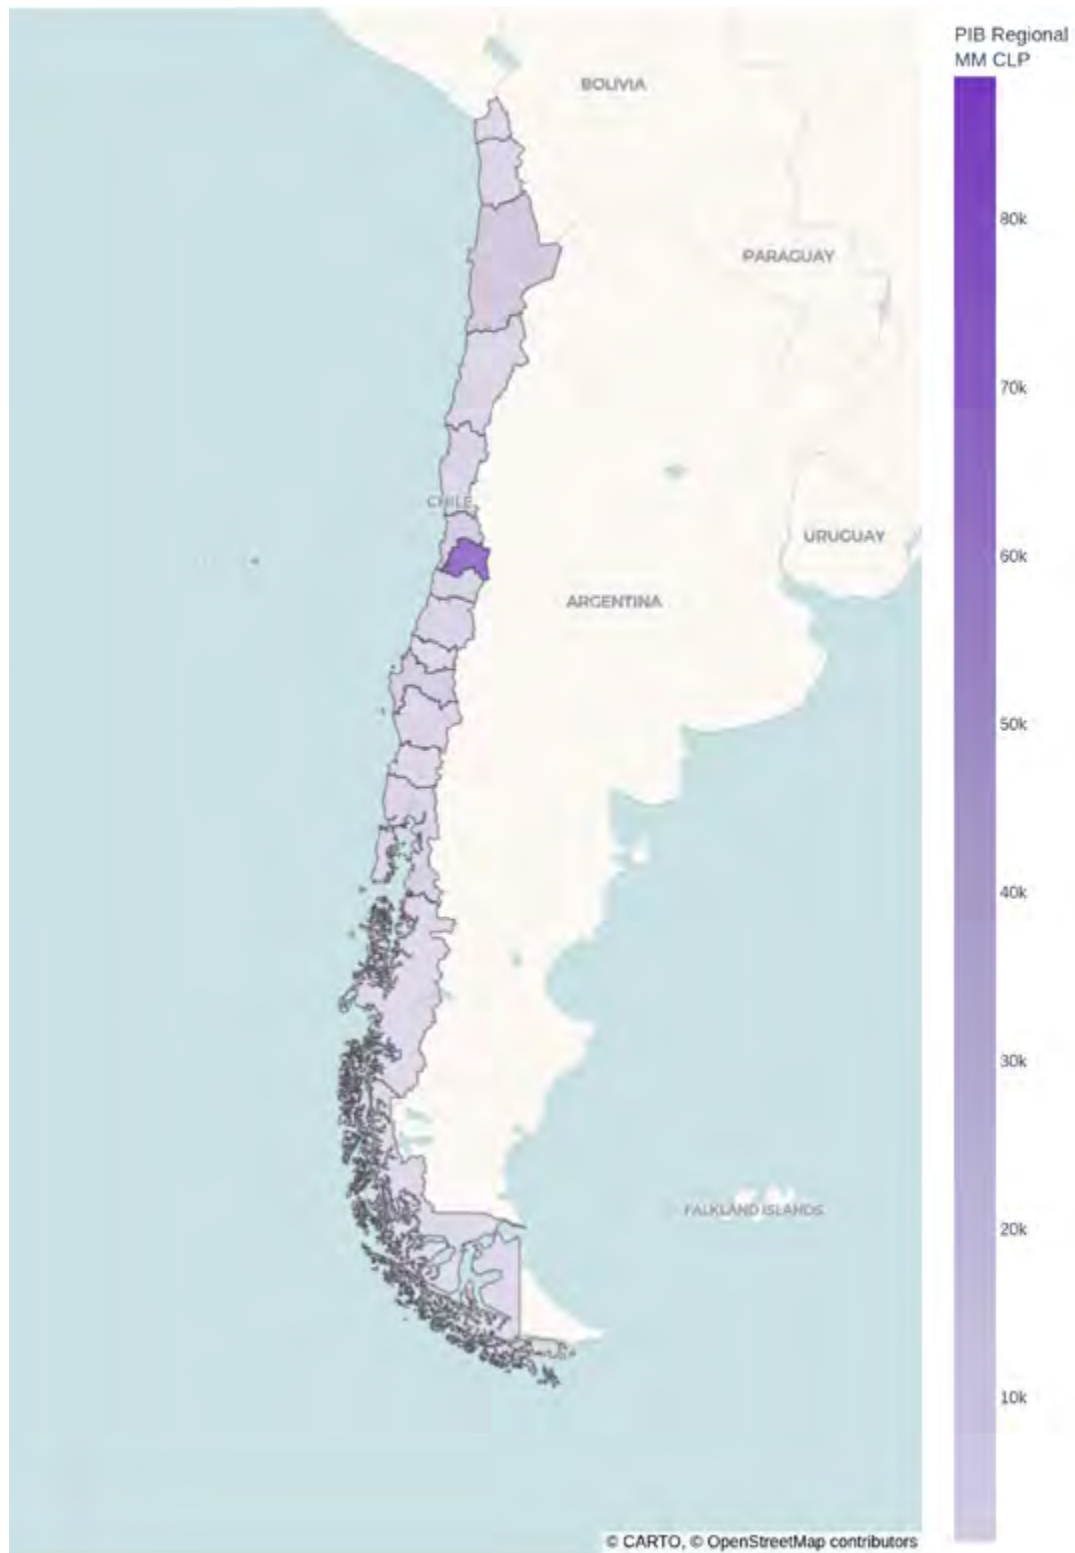 PIB Regional
MM CLP
BOLIVIA
80k
PARAGUAY
70k
CHILE
60k
URUGUAY
ARGENTINA
50k
40k
30k
FALKLAND ISLANDS
20k
10k
© CARTO, © OpenStreetMap contributors